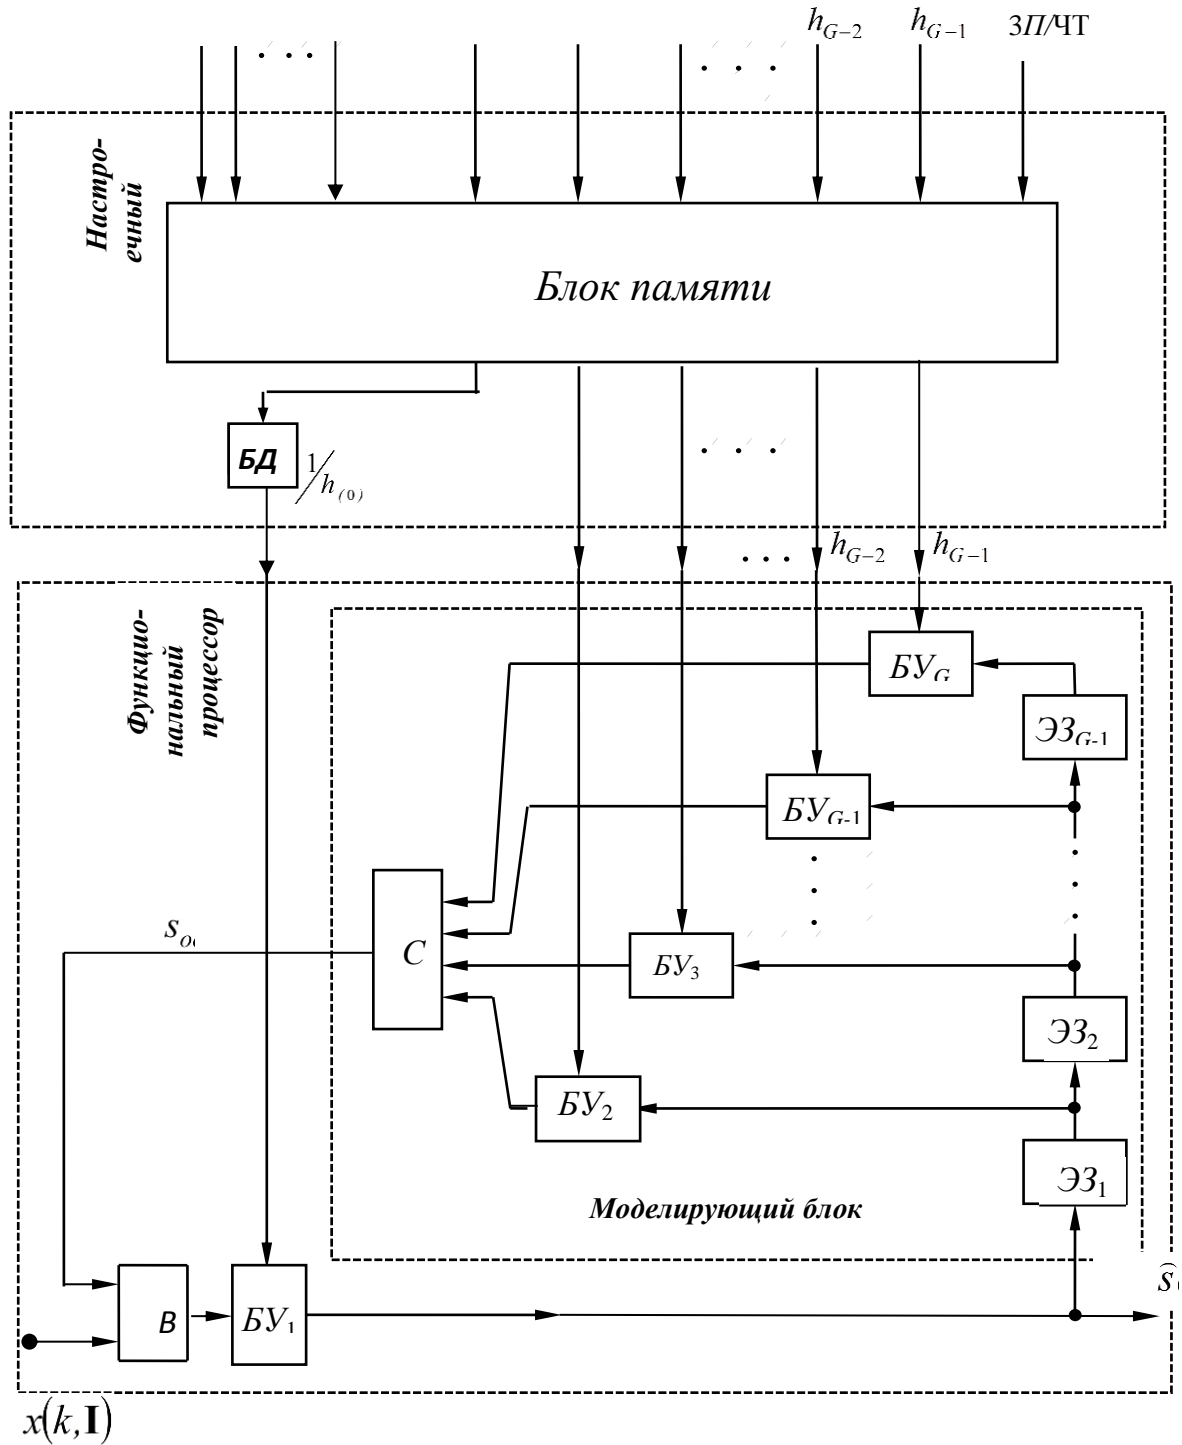 h_{G-2} h_{G-1} ЗП/ЧТ
Настро-
ечный
Блок памяти
БД
1/h_{(0)}
h_{G-2} h_{G-1}
Функцио-
нальный
процессор
БУ_G
ЭЗ_{G-1}
БУ_{G-1}
C
БУ_3
ЭЗ_2
БУ_2
ЭЗ_1
Моделирующий блок
В
БУ_1
x(k,I)